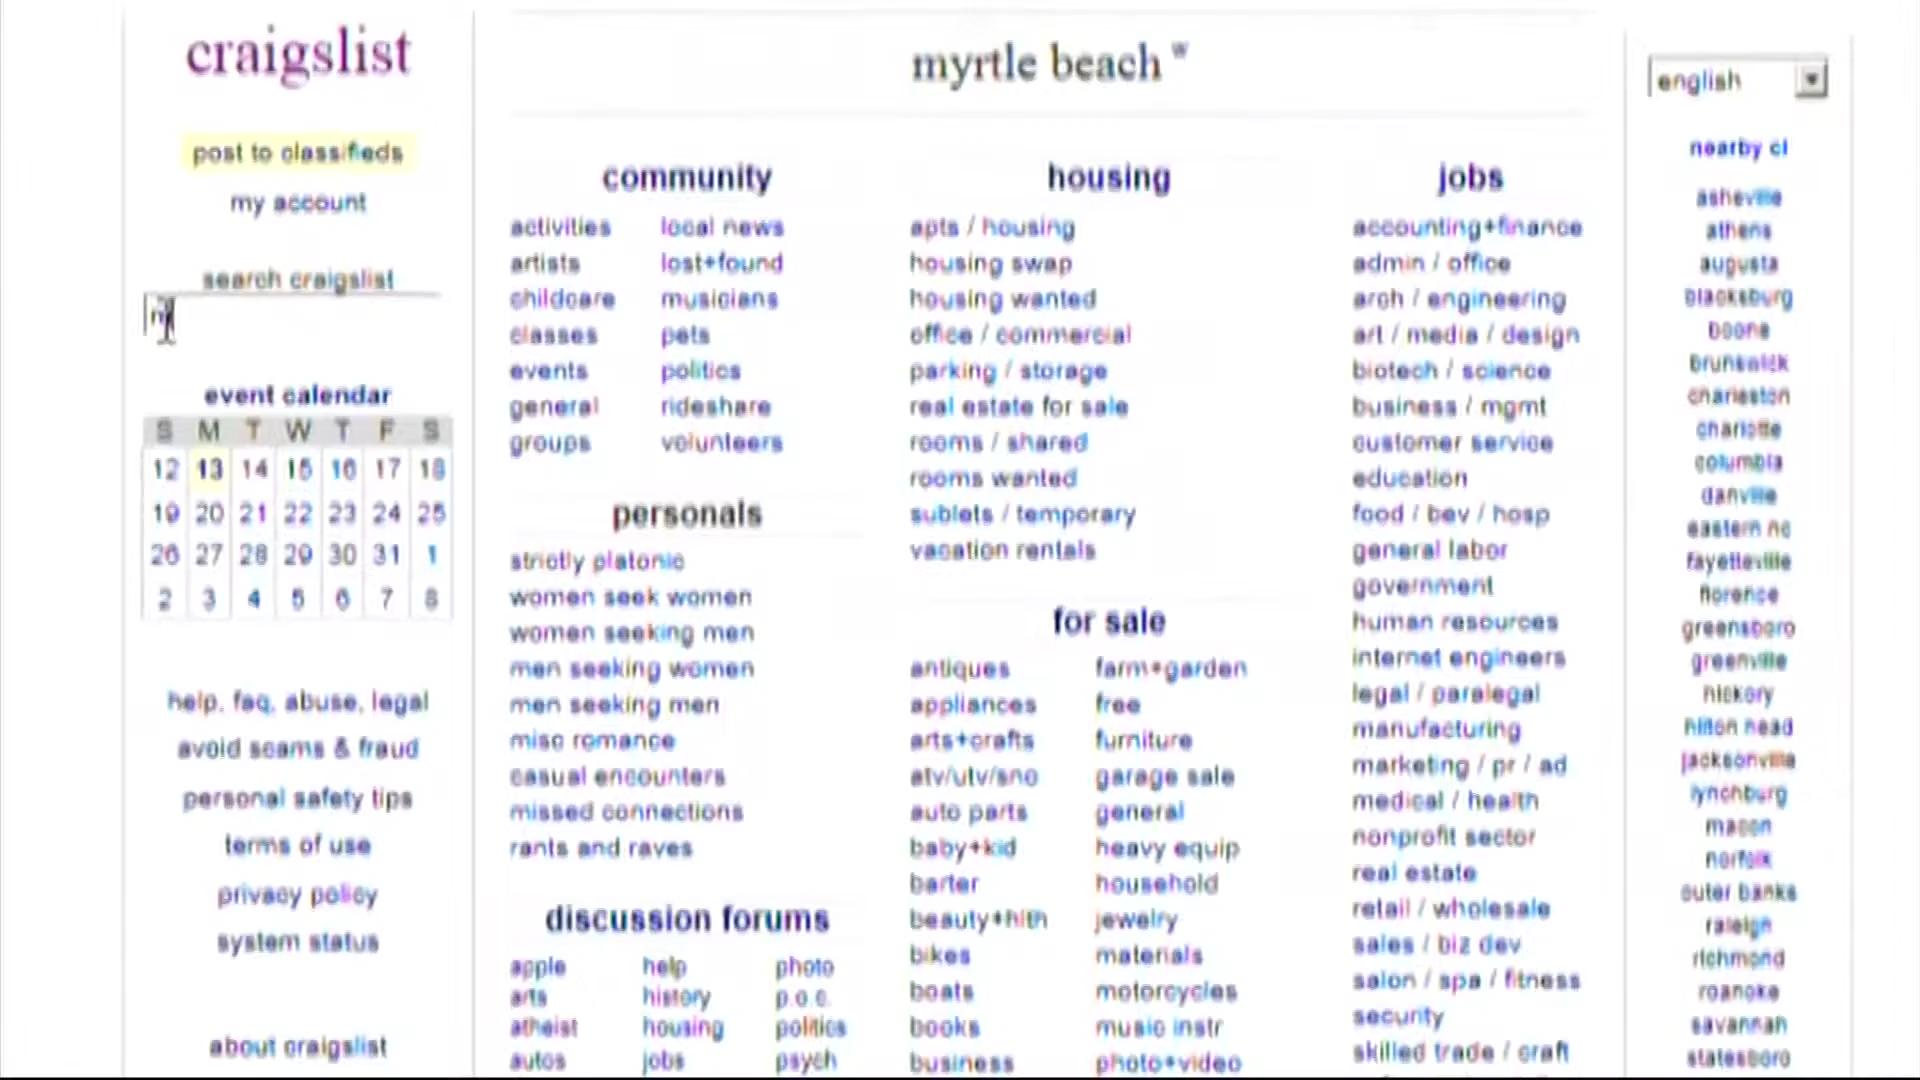 craigslist
post to classifieds
my account
search craigslist
event calendar
S M T W T F S
12 13 14 15 16 17 18
19 20 21 22 23 24 25
26 27 28 29 30 31 1
2 3 4 5 6 7 8
help, faq, abuse, legal
avoid scams & fraud
personal safety tips
terms of use
privacy policy
system status
about craigslist
myrtle beach w
community
activities local news
artists lost+found
childcare musicians
classes pets
events politics
general rideshare
groups volunteers
personals
strictly platonic
women seek women
women seeking men
men seeking women
men seeking men
misc romance
casual encounters
missed connections
rants and raves
discussion forums
apple help photo
arts history p.o.c.
atheist housing politics
autos jobs psych
housing
apts / housing
housing swap
housing wanted
office / commercial
parking / storage
real estate for sale
rooms / shared
rooms wanted
sublets / temporary
vacation rentals
for sale
antiques farm+garden
appliances free
arts+crafts furniture
atv/utv/sno garage sale
auto parts general
baby+kid heavy equip
barter household
beauty+hlth jewelry
bikes materials
boats motorcycles
books music instr
business photo+video
jobs
accounting+finance
admin / office
arch / engineering
art / media / design
biotech / science
business / mgmt
customer service
education
food / bev / hosp
general labor
government
human resources
internet engineers
legal / paralegal
manufacturing
marketing / pr / ad
medical / health
nonprofit sector
real estate
retail / wholesale
sales / biz dev
salon / spa / fitness
security
skilled trade / craft
english
nearby cl
asheville
athens
augusta
blacksburg
boone
brunswick
charleston
charlotte
columbia
danville
eastern nc
fayetteville
florence
greensboro
greenville
hickory
hilton head
jacksonville
lynchburg
macon
norfolk
outer banks
raleigh
richmond
roanoke
savannah
statesboro